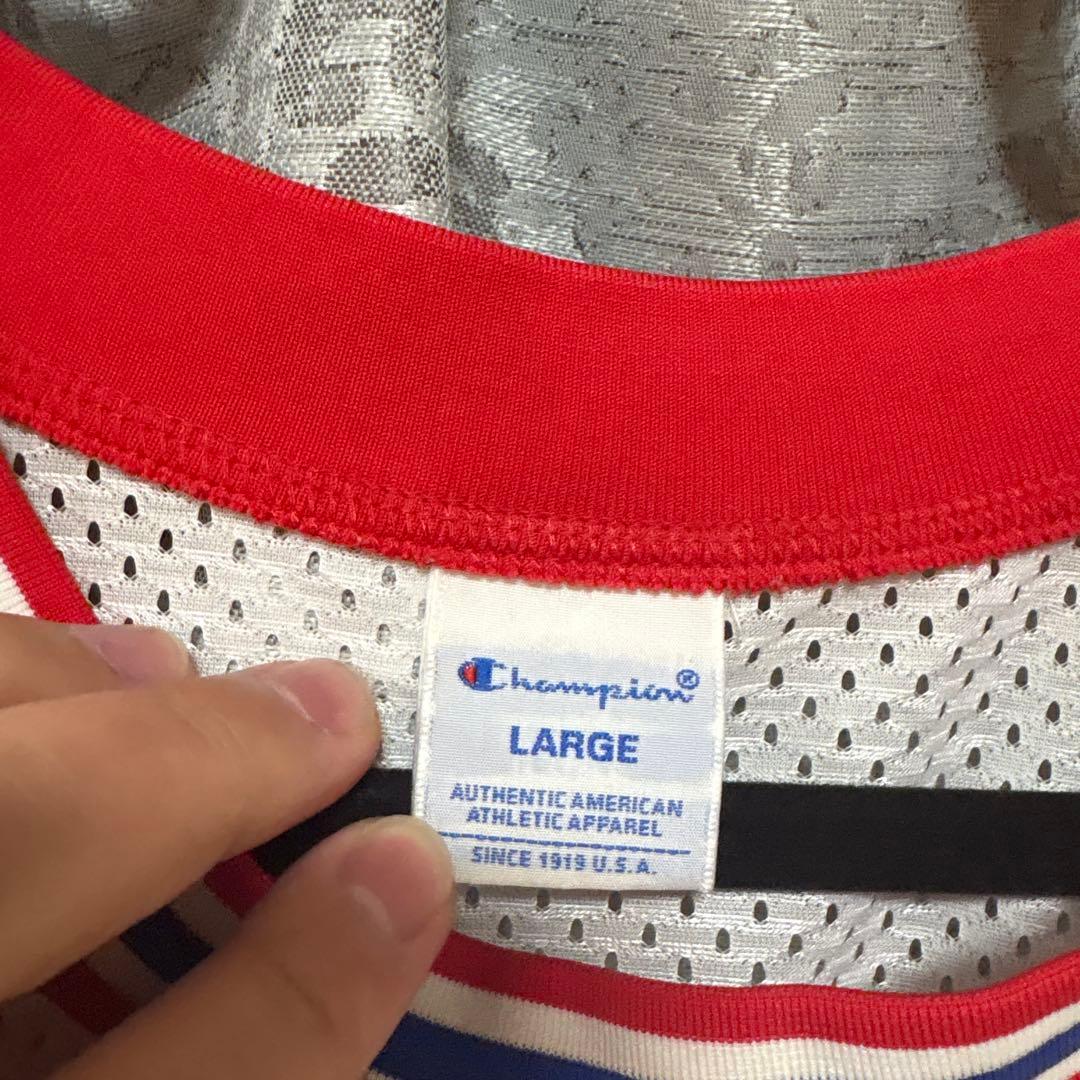 Champion®
LARGE
AUTHENTIC AMERICAN
ATHLETIC APPAREL
SINCE 1919 U.S.A.